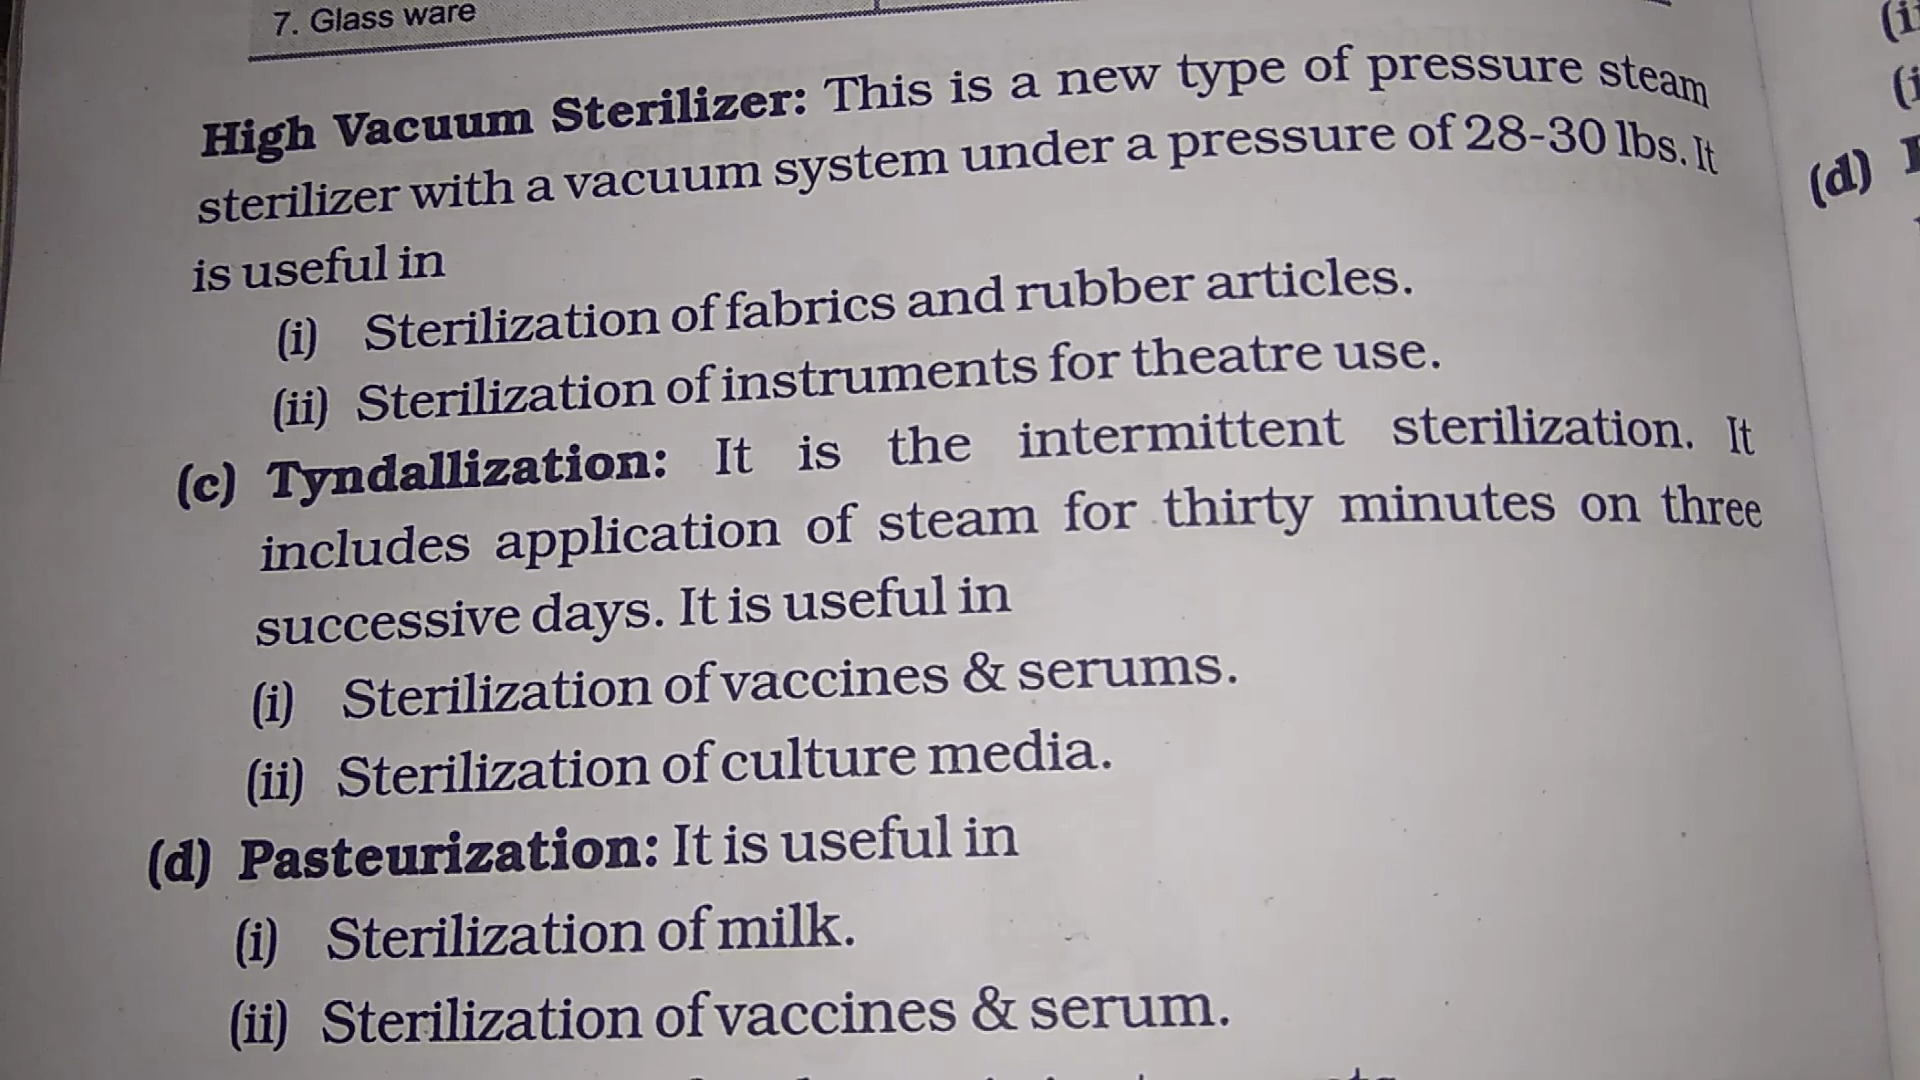 7. Glass ware
High Vacuum Sterilizer: This is a new type of pressure steam
sterilizer with a vacuum system under a pressure of 28-30 lbs. It
is useful in
(i) Sterilization of fabrics and rubber articles.
(ii) Sterilization of instruments for theatre use.
(c) Tyndallization: It is the intermittent sterilization. It
includes application of steam for thirty minutes on three
successive days. It is useful in
(i) Sterilization of vaccines & serums.
(ii) Sterilization of culture media.
(d) Pasteurization: It is useful in
(i) Sterilization of milk.
(ii) Sterilization of vaccines & serum.
(d)